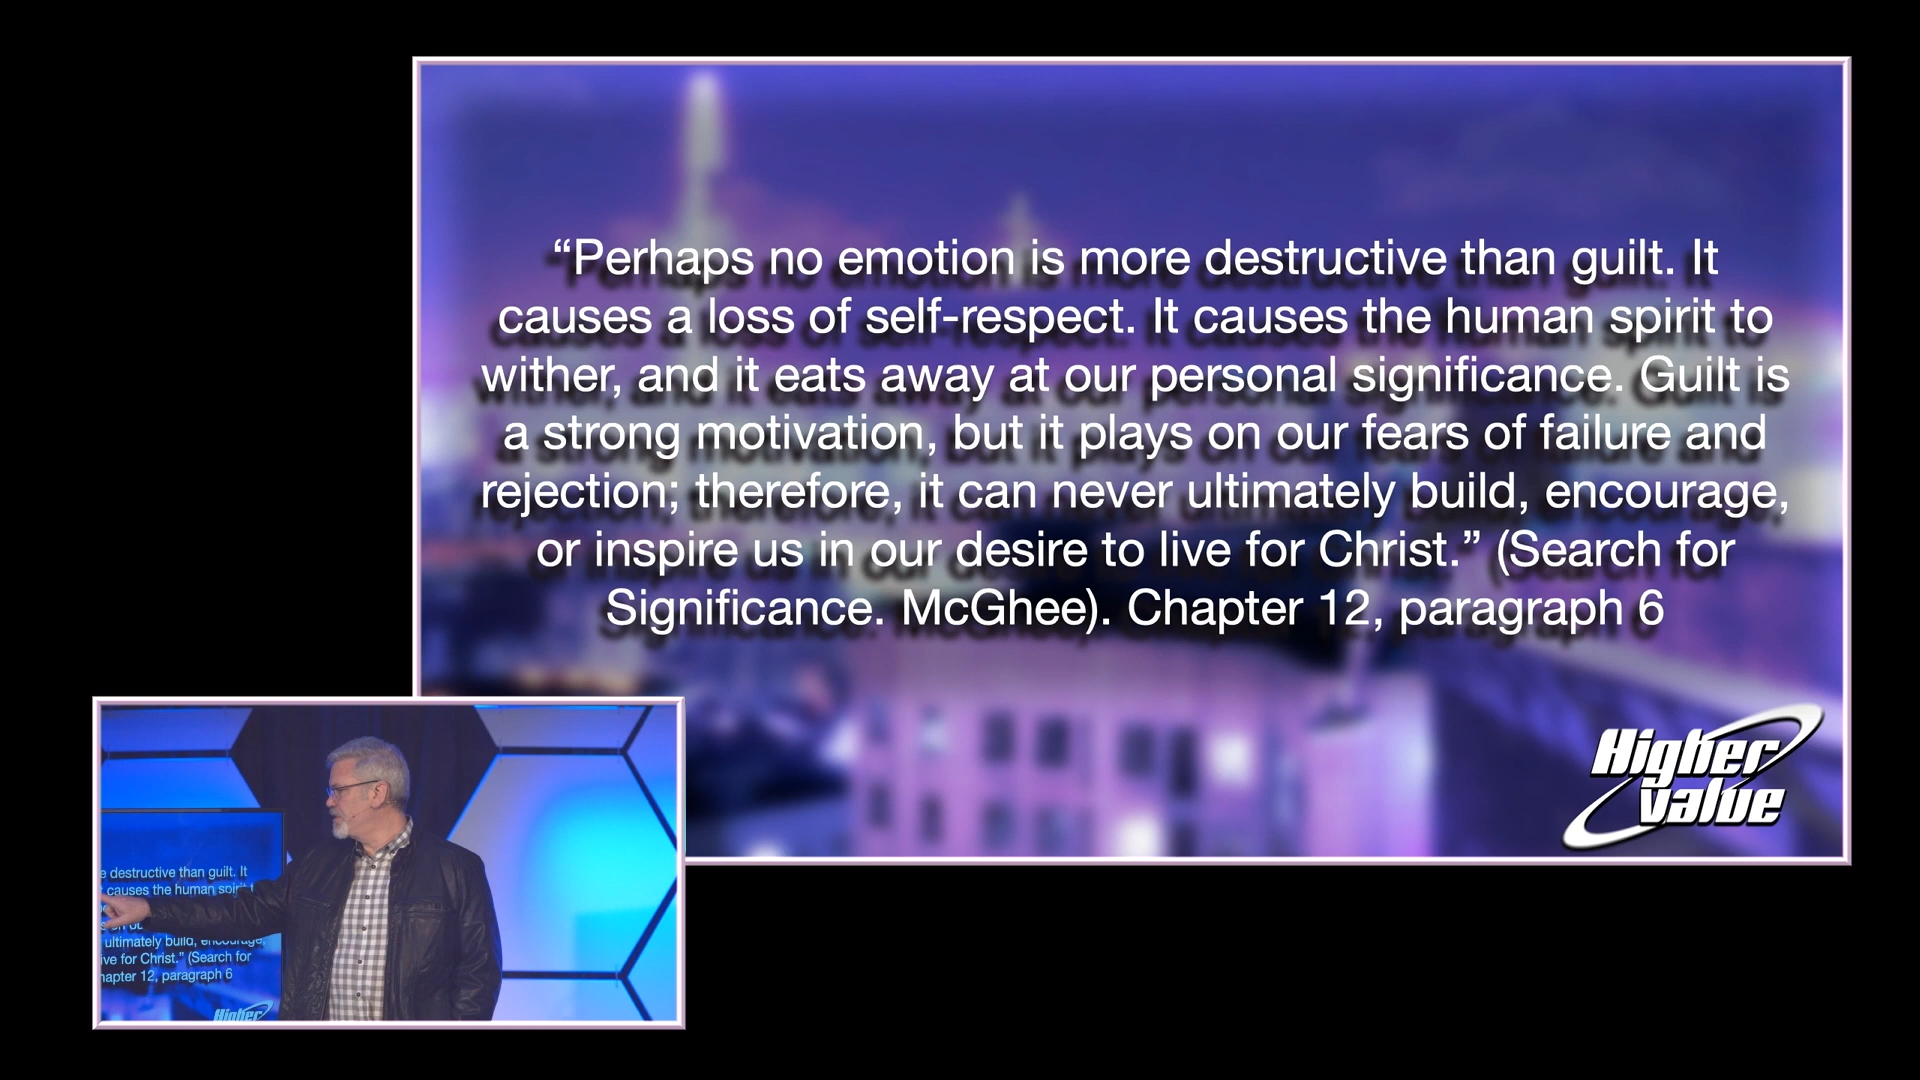 “Perhaps no emotion is more destructive than guilt. It
causes a loss of self-respect. It causes the human spirit to
wither, and it eats away at our personal significance. Guilt is
a strong motivation, but it plays on our fears of failure and
rejection; therefore, it can never ultimately build, encourage,
or inspire us in our desire to live for Christ.” (Search for
Significance. McGhee). Chapter 12, paragraph 6
Higher
value
e destructive than guilt. It
causes the human spirit t
ultimately build, encourage,
ive for Christ.” (Search for
hapter 12, paragraph 6
Higher